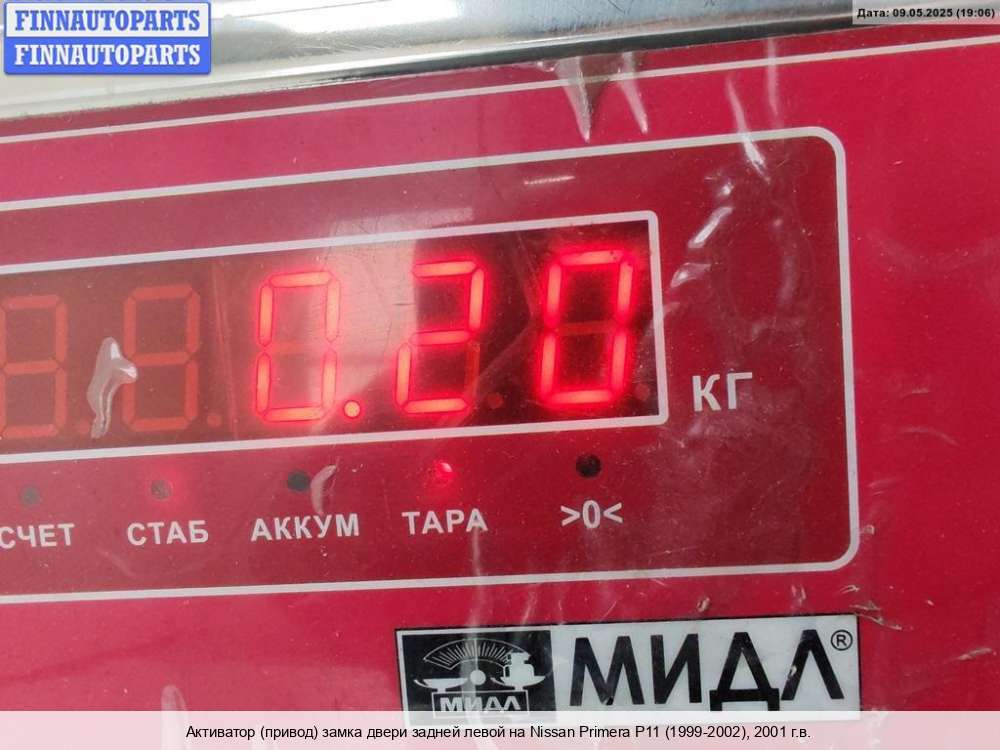 FINNAUTOPARTS
FINNAUTOPARTS
Дата: 09.05.2025 (19:06)
0.20
КГ
СЧЕТ СТАБ АККУМ ТАРА >0<
МИДЛ МИДЛ®
Активатор (привод) замка двери задней левой на Nissan Primera P11 (1999-2002), 2001 г.в.